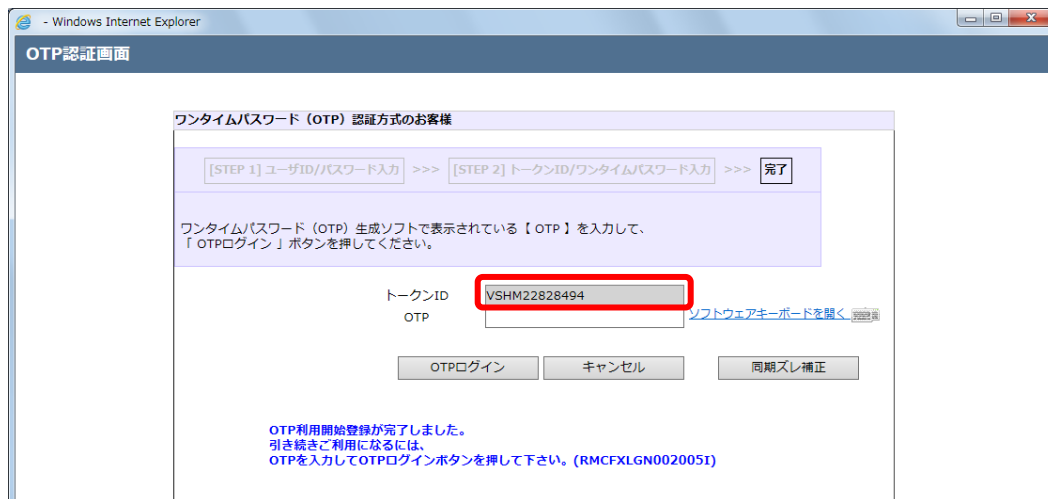 - Windows Internet Explorer
OTP認証画面
ワンタイムパスワード（OTP）認証方式のお客様
[STEP 1] ユーザID/パスワード入力 >>> [STEP 2] トークンID/ワンタイムパスワード入力 >>> 完了
ワンタイムパスワード（OTP）生成ソフトで表示されている【 OTP 】を入力して、
「 OTPログイン 」ボタンを押してください。
トークンID VSHM22828494
OTP ソフトウェアキーボードを開く
OTPログイン キャンセル 同期ズレ補正
OTP利用開始登録が完了しました。
引き続きご利用になるには、
OTPを入力してOTPログインボタンを押して下さい。(RMCFXLGN002005I)